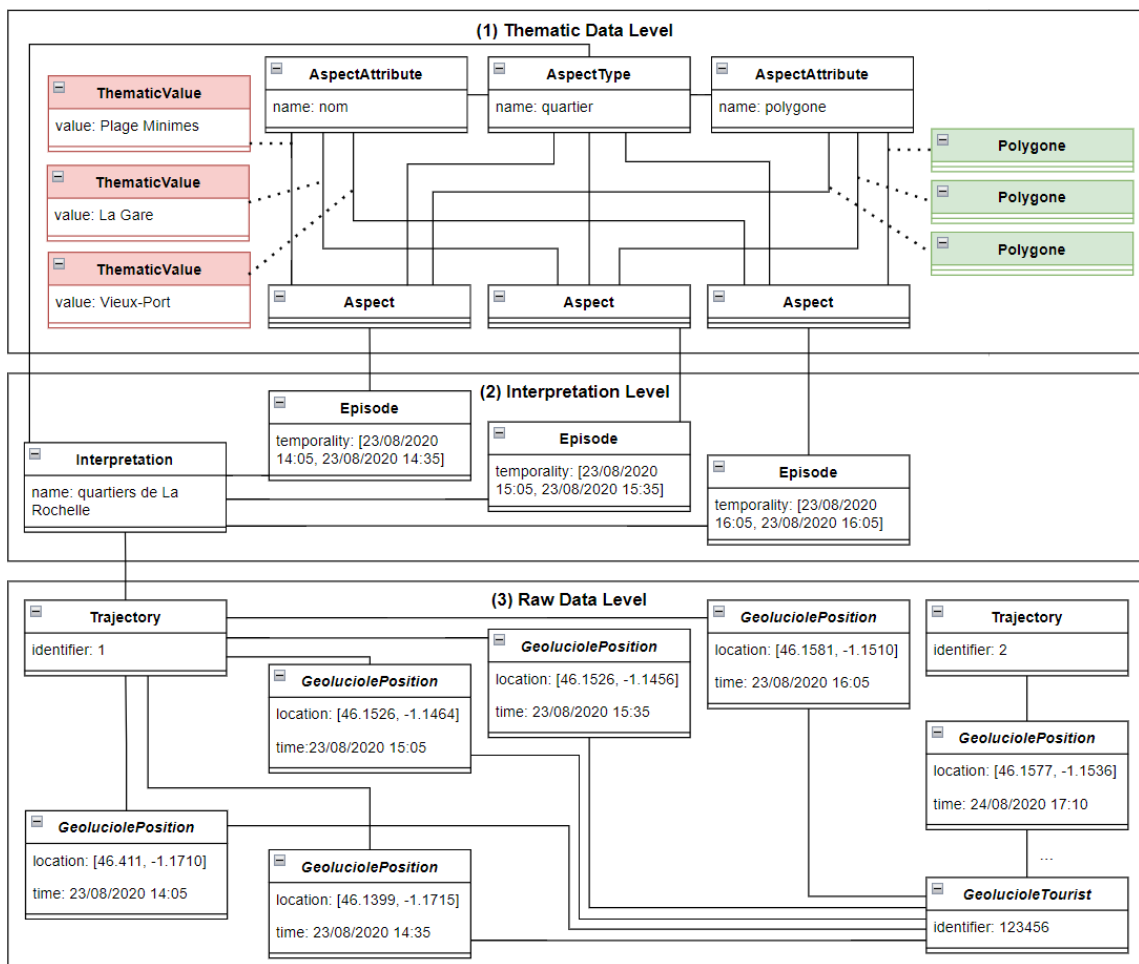 (1) Thematic Data Level
ThematicValue
value: Plage Minimes
ThematicValue
value: La Gare
ThematicValue
value: Vieux-Port
AspectAttribute
name: nom
AspectType
name: quartier
AspectAttribute
name: polygone
Polygone
Polygone
Polygone
Aspect
Aspect
Aspect
(2) Interpretation Level
Interpretation
name: quartiers de La
Rochelle
Episode
temporality: [23/08/2020
14:05, 23/08/2020 14:35]
Episode
temporality: [23/08/2020
15:05, 23/08/2020 15:35]
Episode
temporality: [23/08/2020
16:05, 23/08/2020 16:05]
(3) Raw Data Level
Trajectory
identifier: 1
GeoluciolePosition
location: [46.1526, -1.1464]
time:23/08/2020 15:05
GeoluciolePosition
location: [46.1526, -1.1456]
time: 23/08/2020 15:35
GeoluciolePosition
location: [46.1581, -1.1510]
time: 23/08/2020 16:05
Trajectory
identifier: 2
GeoluciolePosition
location: [46.1577, -1.1536]
time: 24/08/2020 17:10
...
GeoluciolePosition
location: [46.411, -1.1710]
time: 23/08/2020 14:05
GeoluciolePosition
location: [46.1399, -1.1715]
time: 23/08/2020 14:35
GeolucioleTourist
identifier: 123456